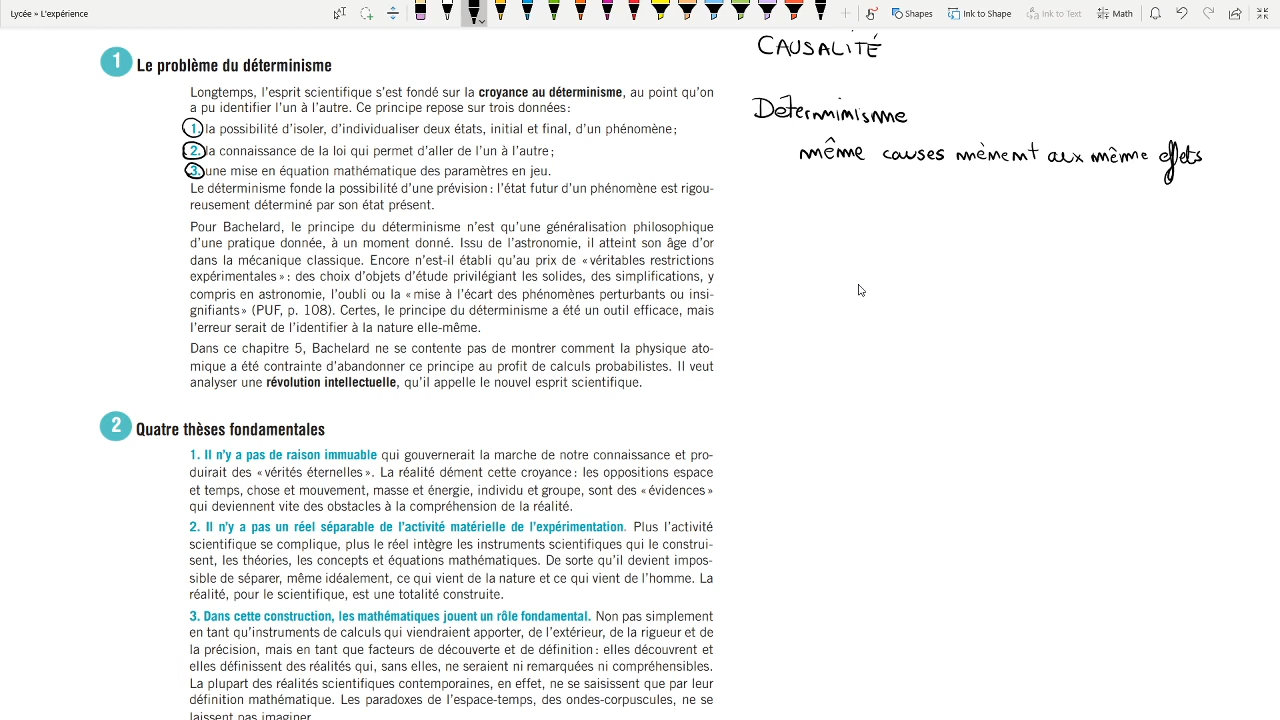 Lycée » L'expérience
Shapes
Ink to Shape
Ink to Text
Math
1 Le problème du déterminisme
Longtemps, l'esprit scientifique s'est fondé sur la croyance au déterminisme, au point qu'on
a pu identifier l'un à l'autre. Ce principe repose sur trois données :
1. la possibilité d'isoler, d'individualiser deux états, initial et final, d'un phénomène ;
2. la connaissance de la loi qui permet d'aller de l'un à l'autre ;
3. une mise en équation mathématique des paramètres en jeu.
Le déterminisme fonde la possibilité d'une prévision : l'état futur d'un phénomène est rigou-
reusement déterminé par son état présent.
Pour Bachelard, le principe du déterminisme n'est qu'une généralisation philosophique
d'une pratique donnée, à un moment donné. Issu de l'astronomie, il atteint son âge d'or
dans la mécanique classique. Encore n'est-il établi qu'au prix de « véritables restrictions
expérimentales » : des choix d'objets d'étude privilégiant les solides, des simplifications, y
compris en astronomie, l'oubli ou la « mise à l'écart des phénomènes perturbants ou insi-
gnifiants » (PUF, p. 108). Certes, le principe du déterminisme a été un outil efficace, mais
l'erreur serait de l'identifier à la nature elle-même.
Dans ce chapitre 5, Bachelard ne se contente pas de montrer comment la physique ato-
mique a été contrainte d'abandonner ce principe au profit de calculs probabilistes. Il veut
analyser une révolution intellectuelle, qu'il appelle le nouvel esprit scientifique.
2 Quatre thèses fondamentales
1. Il n'y a pas de raison immuable qui gouvernerait la marche de notre connaissance et pro-
duirait des « vérités éternelles ». La réalité dément cette croyance : les oppositions espace
et temps, chose et mouvement, masse et énergie, individu et groupe, sont des « évidences »
qui deviennent vite des obstacles à la compréhension de la réalité.
2. Il n'y a pas un réel séparable de l'activité matérielle de l'expérimentation. Plus l'activité
scientifique se complique, plus le réel intègre les instruments scientifiques qui le construi-
sent, les théories, les concepts et équations mathématiques. De sorte qu'il devient impos-
sible de séparer, même idéalement, ce qui vient de la nature et ce qui vient de l'homme. La
réalité, pour le scientifique, est une totalité construite.
3. Dans cette construction, les mathématiques jouent un rôle fondamental. Non pas simplement
en tant qu'instruments de calculs qui viendraient apporter, de l'extérieur, de la rigueur et de
la précision, mais en tant que facteurs de découverte et de définition : elles découvrent et
elles définissent des réalités qui, sans elles, ne seraient ni remarquées ni compréhensibles.
La plupart des réalités scientifiques contemporaines, en effet, ne se saisissent que par leur
définition mathématique. Les paradoxes de l'espace-temps, des ondes-corpuscules, ne se
laissent pas imaginer.
CAUSALITÉ
Déterminisme
même causes mènent aux même effets